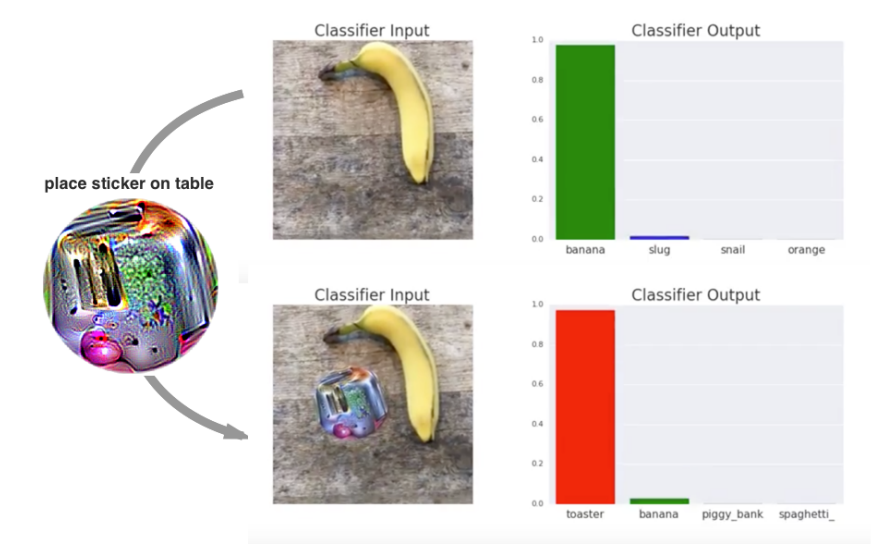 Classifier Input
Classifier Output
1.0
0.8
0.6
0.4
0.2
0.0
banana
slug
snail
orange
place sticker on table
Classifier Input
Classifier Output
1.0
0.8
0.6
0.4
0.2
0.0
toaster
banana
piggy_bank
spaghetti_